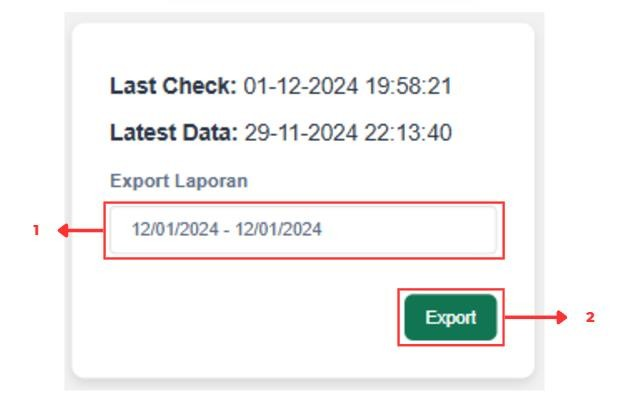 Last Check: 01-12-2024 19:58:21
Latest Data: 29-11-2024 22:13:40
Export Laporan
1
12/01/2024 - 12/01/2024
Export
2